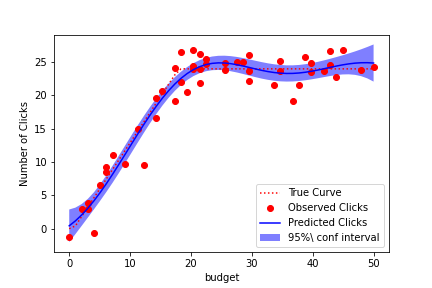 Number of Clicks
25
20
15
10
5
0
0
10
20
30
40
50
budget
True Curve
Observed Clicks
Predicted Clicks
95%\ conf interval